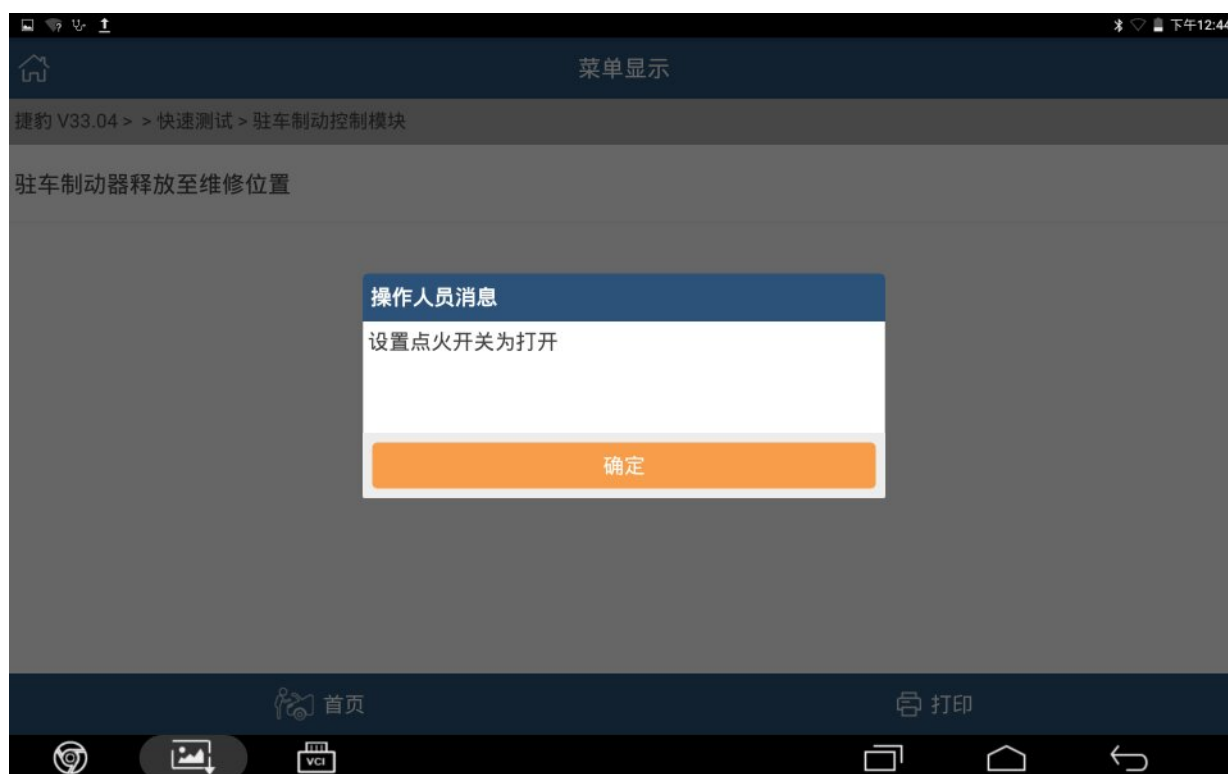 下午12:44
菜单显示
捷豹 V33.04 > > 快速测试 > 驻车制动控制模块
驻车制动器释放至维修位置
操作人员消息
设置点火开关为打开
确定
首页
打印
VCI